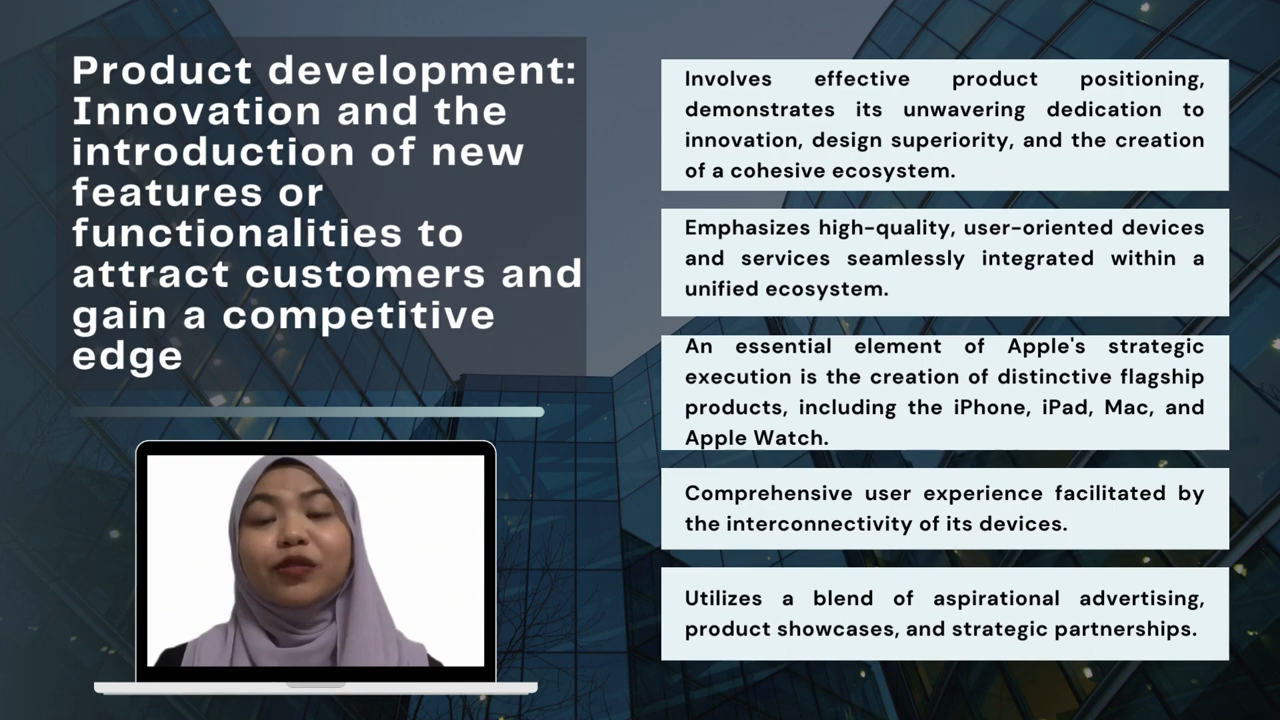 Product development:
Innovation and the
introduction of new
features or
functionalities to
attract customers and
gain a competitive
edge
Involves effective product positioning,
demonstrates its unwavering dedication to
innovation, design superiority, and the creation
of a cohesive ecosystem.
Emphasizes high-quality, user-oriented devices
and services seamlessly integrated within a
unified ecosystem.
An essential element of Apple's strategic
execution is the creation of distinctive flagship
products, including the iPhone, iPad, Mac, and
Apple Watch.
Comprehensive user experience facilitated by
the interconnectivity of its devices.
Utilizes a blend of aspirational advertising,
product showcases, and strategic partnerships.